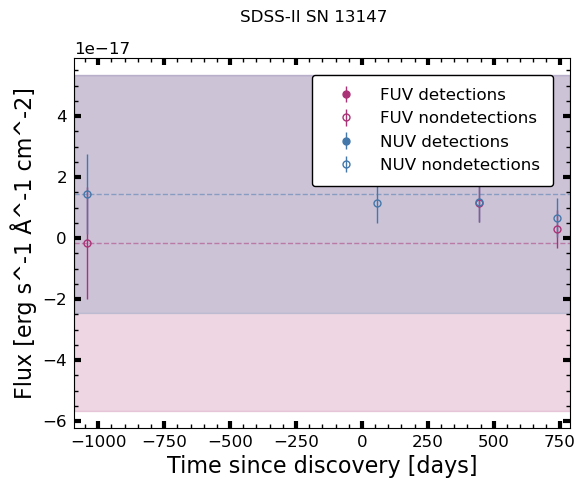 SDSS-II SN 13147
1e−17
FUV detections
FUV nondetections
NUV detections
NUV nondetections
4
2
0
−2
−4
−6
Flux [erg s^-1 Å^-1 cm^-2]
−1000 −750 −500 −250 0 250 500 750
Time since discovery [days]